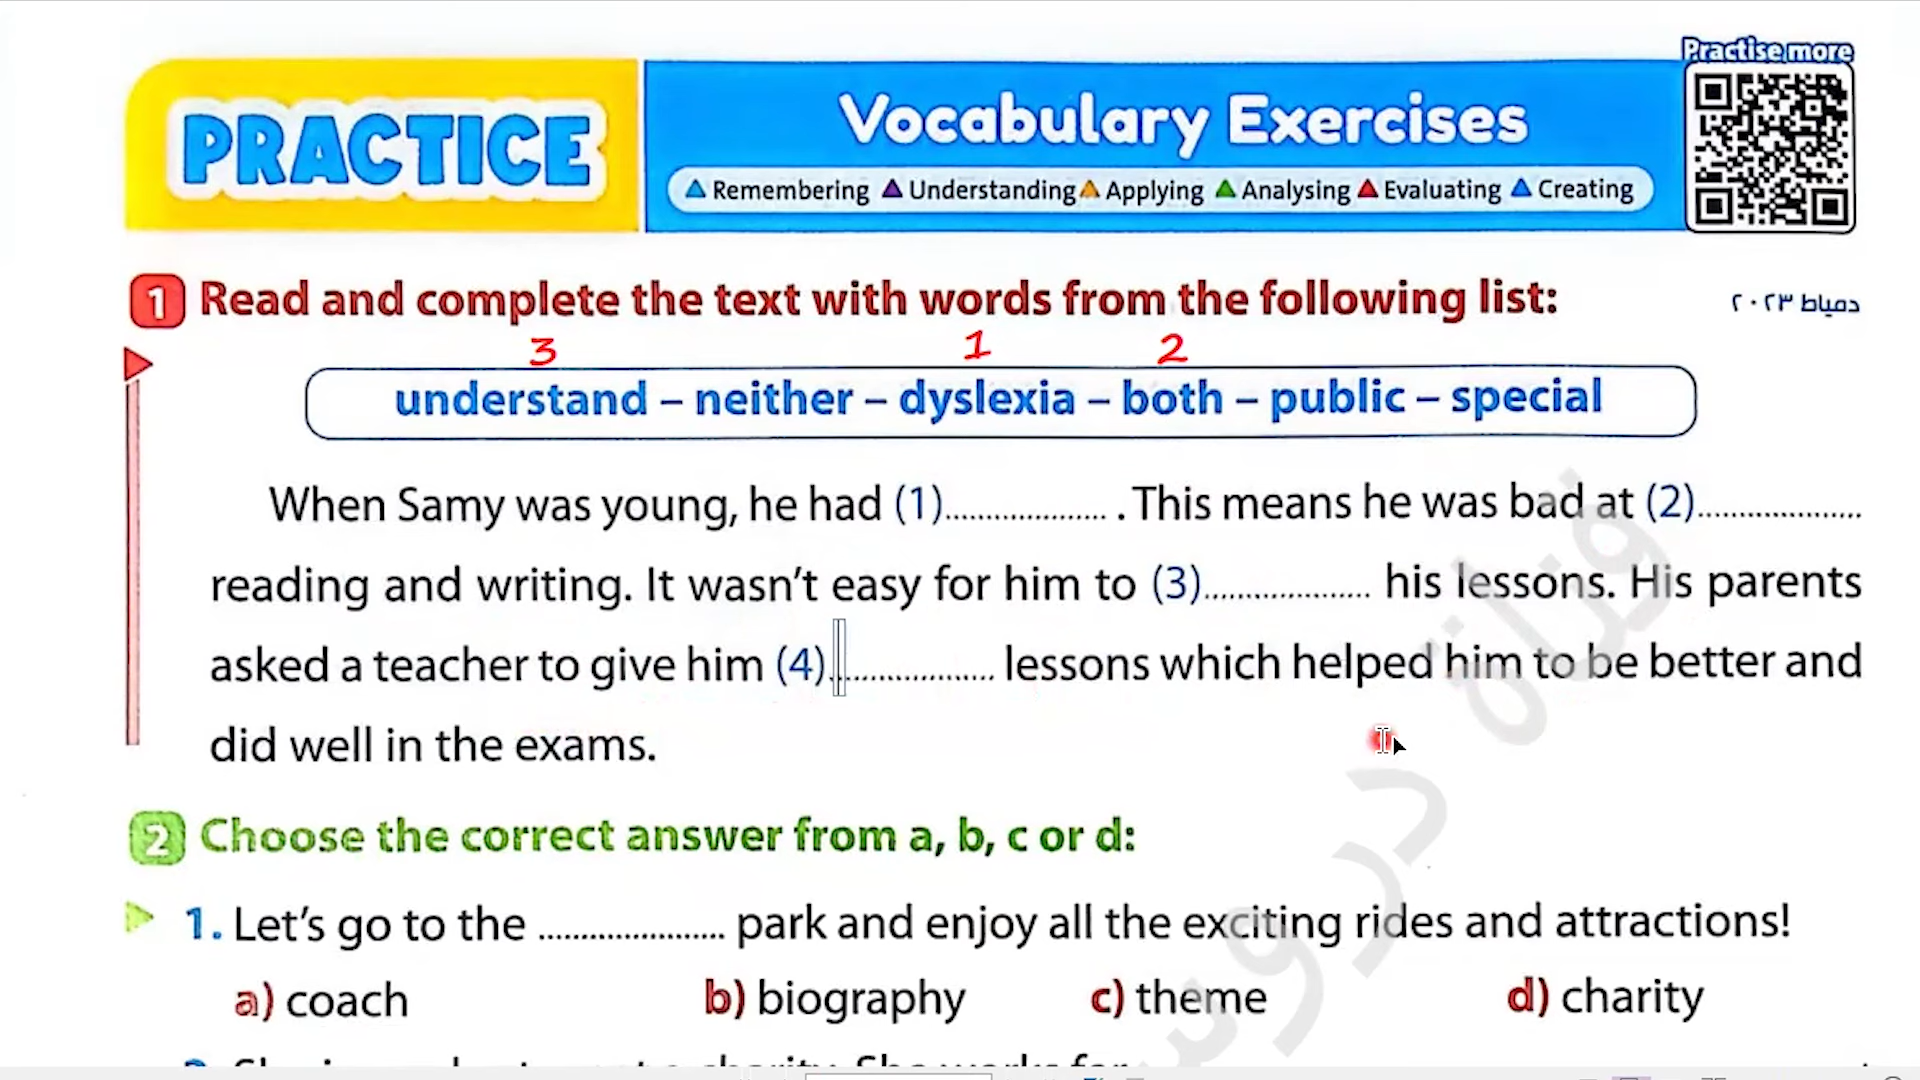 Practise more
PRACTICE
Vocabulary Exercises
Remembering Understanding Applying Analysing Evaluating Creating
1 Read and complete the text with words from the following list:
دمياط ٢٠٢٣
3 1 2
understand – neither – dyslexia – both – public – special
When Samy was young, he had (1).................... . This means he was bad at (2)....................
reading and writing. It wasn't easy for him to (3).................... his lessons. His parents
asked a teacher to give him (4).................... lessons which helped him to be better and
did well in the exams.
قناة دروس
2 Choose the correct answer from a, b, c or d:
1. Let's go to the ....................... park and enjoy all the exciting rides and attractions!
a) coach b) biography c) theme d) charity